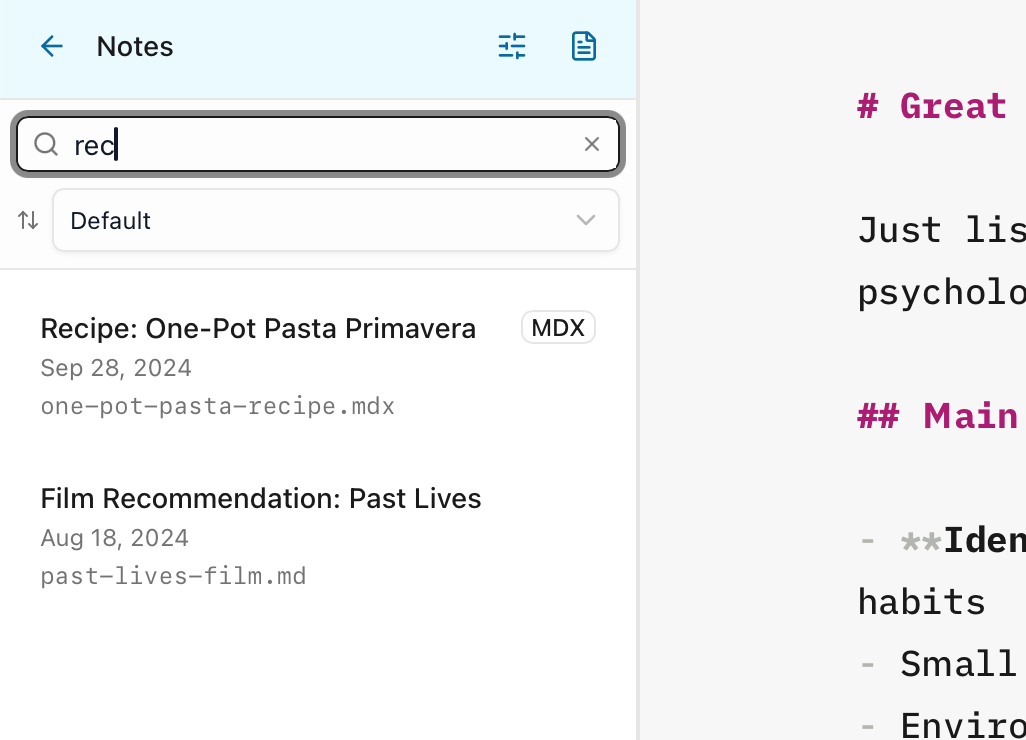 Notes
rec
Default
Recipe: One-Pot Pasta Primavera MDX
Sep 28, 2024
one-pot-pasta-recipe.mdx
Film Recommendation: Past Lives
Aug 18, 2024
past-lives-film.md
# Great
Just lis
psycholo
## Main
- **Iden
habits
- Small
- Enviro